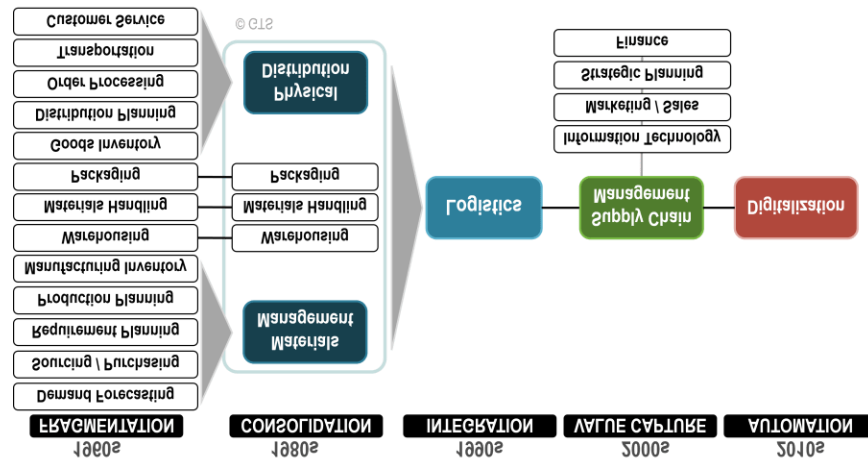 1960s
FRAGMENTATION
Demand Forecasting
Sourcing / Purchasing
Requirement Planning
Production Planning
Manufacturing Inventory
Warehousing
Materials Handling
Packaging
Goods Inventory
Distribution Planning
Order Processing
Transportation
Customer Service
1980s
CONSOLIDATION
Materials
Management
Warehousing
Materials Handling
Packaging
Physical
Distribution
© GTS
1990s
INTEGRATION
Logistics
2000s
VALUE CAPTURE
Supply Chain
Management
Information Technology
Marketing / Sales
Strategic Planning
Finance
2010s
AUTOMATION
Digitalization